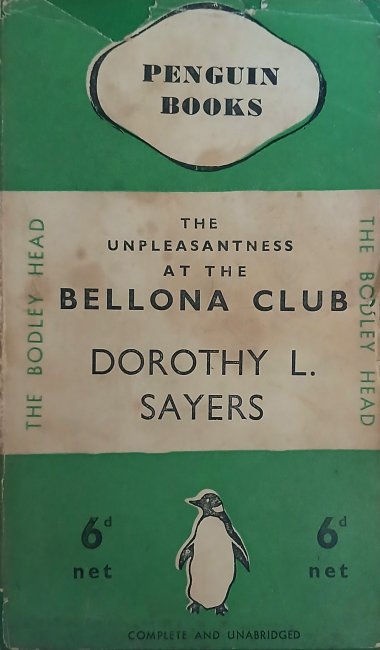 PENGUIN
BOOKS
THE BODLEY HEAD
THE
UNPLEASANTNESS
AT THE
BELLONA CLUB
DOROTHY L.
SAYERS
THE BODLEY HEAD
6d
net
6d
net
COMPLETE AND UNABRIDGED